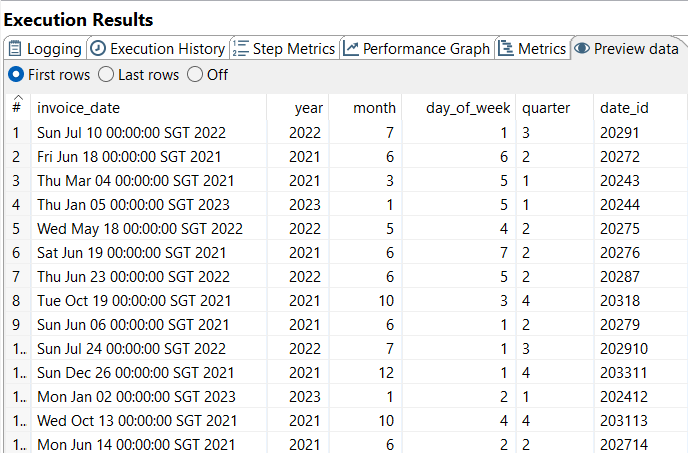 Execution Results
Logging Execution History Step Metrics Performance Graph Metrics Preview data
First rows Last rows Off
# invoice_date year month day_of_week quarter date_id
1 Sun Jul 10 00:00:00 SGT 2022 2022 7 1 3 20291
2 Fri Jun 18 00:00:00 SGT 2021 2021 6 6 2 20272
3 Thu Mar 04 00:00:00 SGT 2021 2021 3 5 1 20243
4 Thu Jan 05 00:00:00 SGT 2023 2023 1 5 1 20244
5 Wed May 18 00:00:00 SGT 2022 2022 5 4 2 20275
6 Sat Jun 19 00:00:00 SGT 2021 2021 6 7 2 20276
7 Thu Jun 23 00:00:00 SGT 2022 2022 6 5 2 20287
8 Tue Oct 19 00:00:00 SGT 2021 2021 10 3 4 20318
9 Sun Jun 06 00:00:00 SGT 2021 2021 6 1 2 20279
1.. Sun Jul 24 00:00:00 SGT 2022 2022 7 1 3 202910
1.. Sun Dec 26 00:00:00 SGT 2021 2021 12 1 4 203311
1.. Mon Jan 02 00:00:00 SGT 2023 2023 1 2 1 202412
1.. Wed Oct 13 00:00:00 SGT 2021 2021 10 4 4 203113
1.. Mon Jun 14 00:00:00 SGT 2021 2021 6 2 2 202714